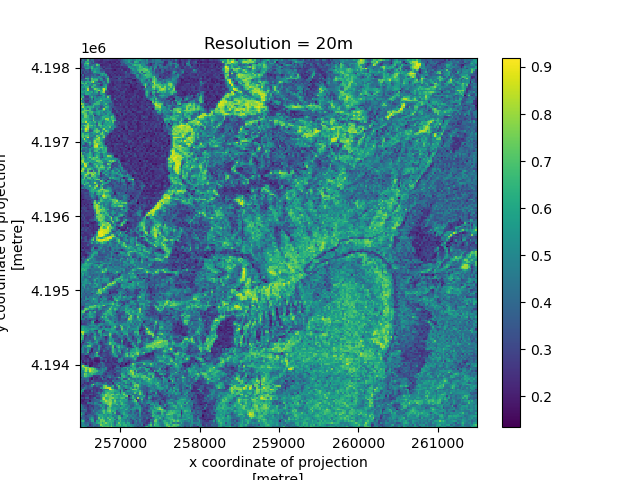 Resolution = 20m
1e6
4.198
4.197
4.196
4.195
4.194
y coordinate of projection
[metre]
257000 258000 259000 260000 261000
x coordinate of projection
[metre]
0.9
0.8
0.7
0.6
0.5
0.4
0.3
0.2